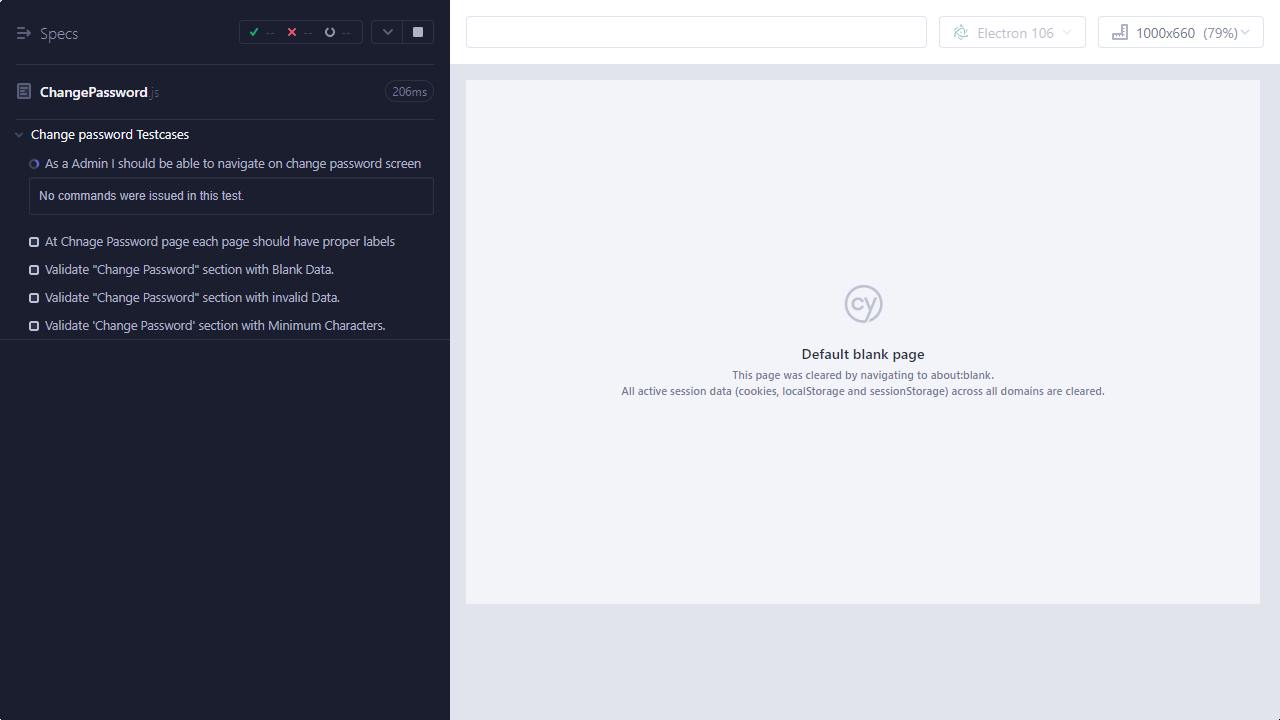 Specs
-- -- --
ChangePassword.js
206ms
Change password Testcases
As a Admin I should be able to navigate on change password screen
No commands were issued in this test.
At Chnage Password page each page should have proper labels
Validate "Change Password" section with Blank Data.
Validate "Change Password" section with invalid Data.
Validate 'Change Password' section with Minimum Characters.
Electron 106
1000x660 (79%)
cy
Default blank page
This page was cleared by navigating to about:blank.
All active session data (cookies, localStorage and sessionStorage) across all domains are cleared.